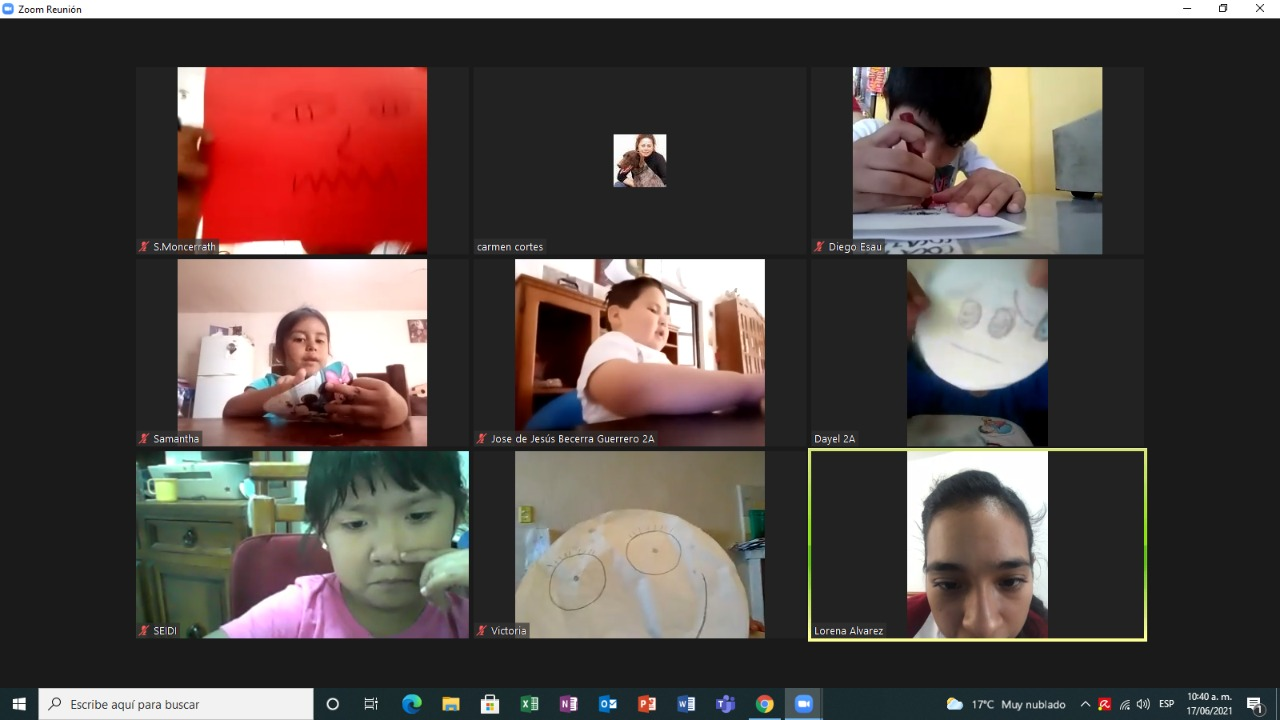 Zoom Reunión
S.Moncerrath
carmen cortes
Diego Esau
Samantha
Jose de Jesús Becerra Guerrero 2A
Dayel 2A
SEIDI
Victoria
Lorena Alvarez
Escribe aquí para buscar
17°C Muy nublado
ESP
10:40 a. m.
17/06/2021
1